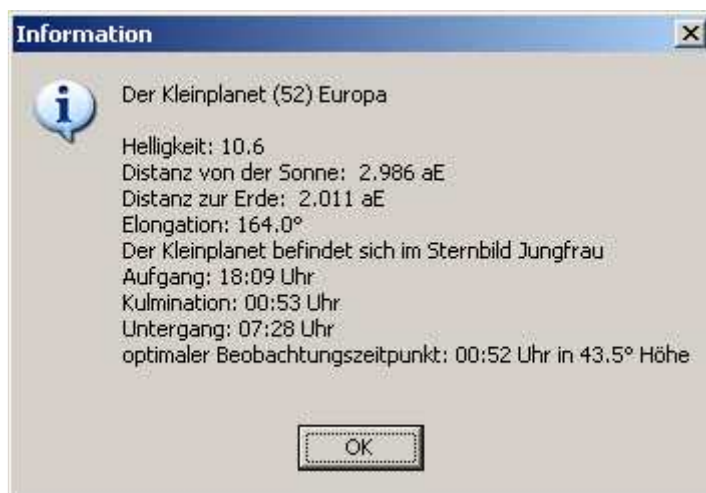 Information
Der Kleinplanet (52) Europa
Helligkeit: 10.6
Distanz von der Sonne:  2.986 aE
Distanz zur Erde:  2.011 aE
Elongation: 164.0°
Der Kleinplanet befindet sich im Sternbild Jungfrau
Aufgang: 18:09 Uhr
Kulmination: 00:53 Uhr
Untergang: 07:28 Uhr
optimaler Beobachtungszeitpunkt: 00:52 Uhr in 43.5° Höhe
OK